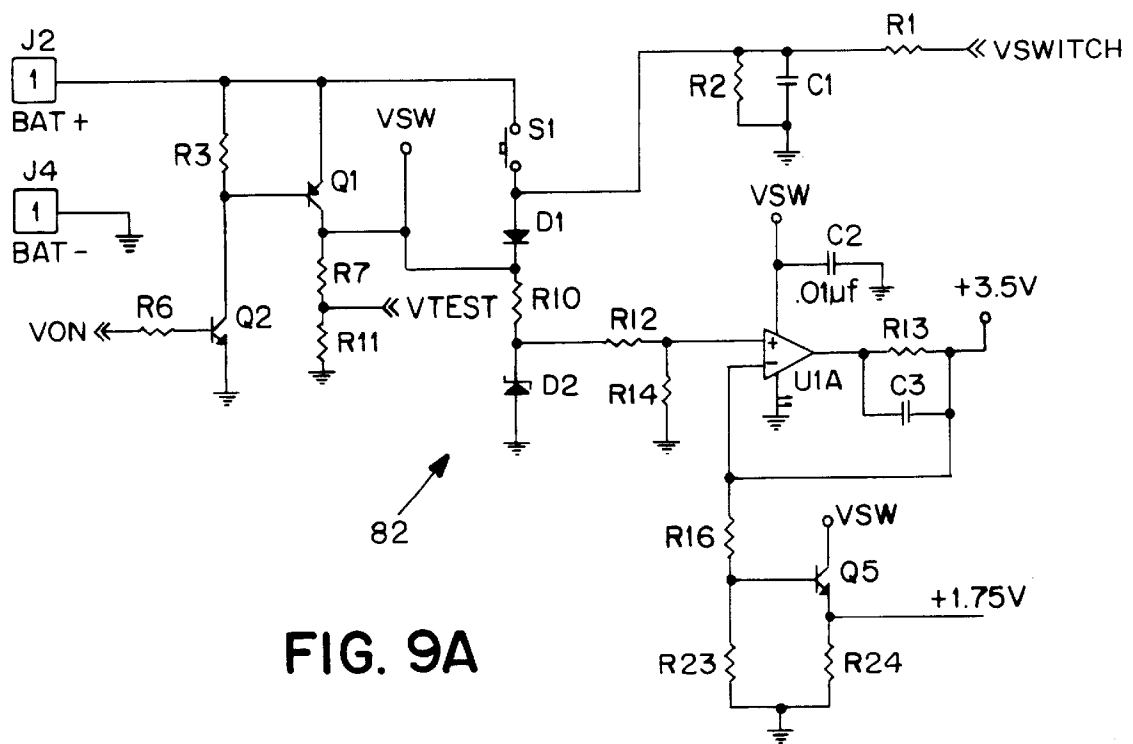 J2
1
BAT+
J4
1
BAT-
R3
Q1
VSW
S1
R2
C1
R1
VSWITCH
D1
R7
VTEST
R10
VON
R6
Q2
R11
D2
R12
R14
VSW
C2
.01µf
+
-
U1A
R13
+3.5V
C3
82
R16
VSW
Q5
+1.75V
R23
R24
FIG. 9A